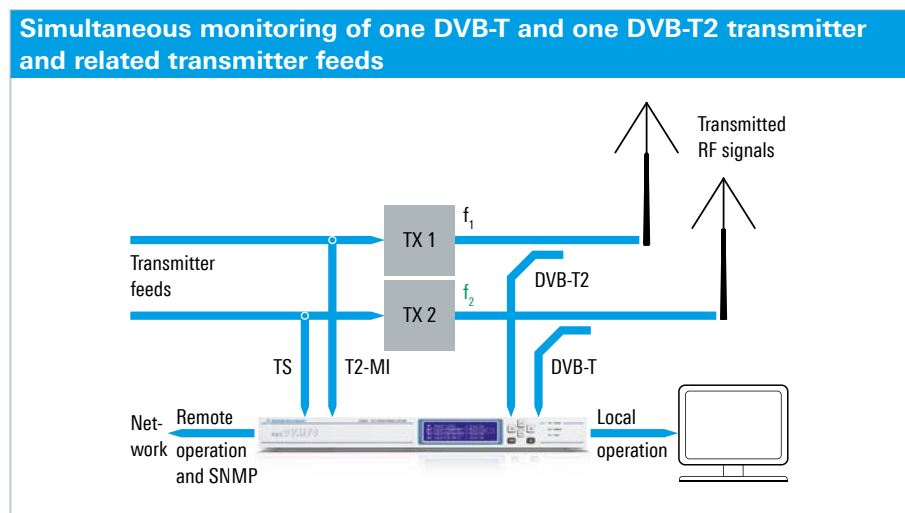 Simultaneous monitoring of one DVB-T and one DVB-T2 transmitter
and related transmitter feeds
Transmitted
RF signals
f1
TX 1
Transmitter
feeds
DVB-T2
f2
TX 2
TS
T2-MI
DVB-T
Net-
work
Remote
operation
and SNMP
Local
operation